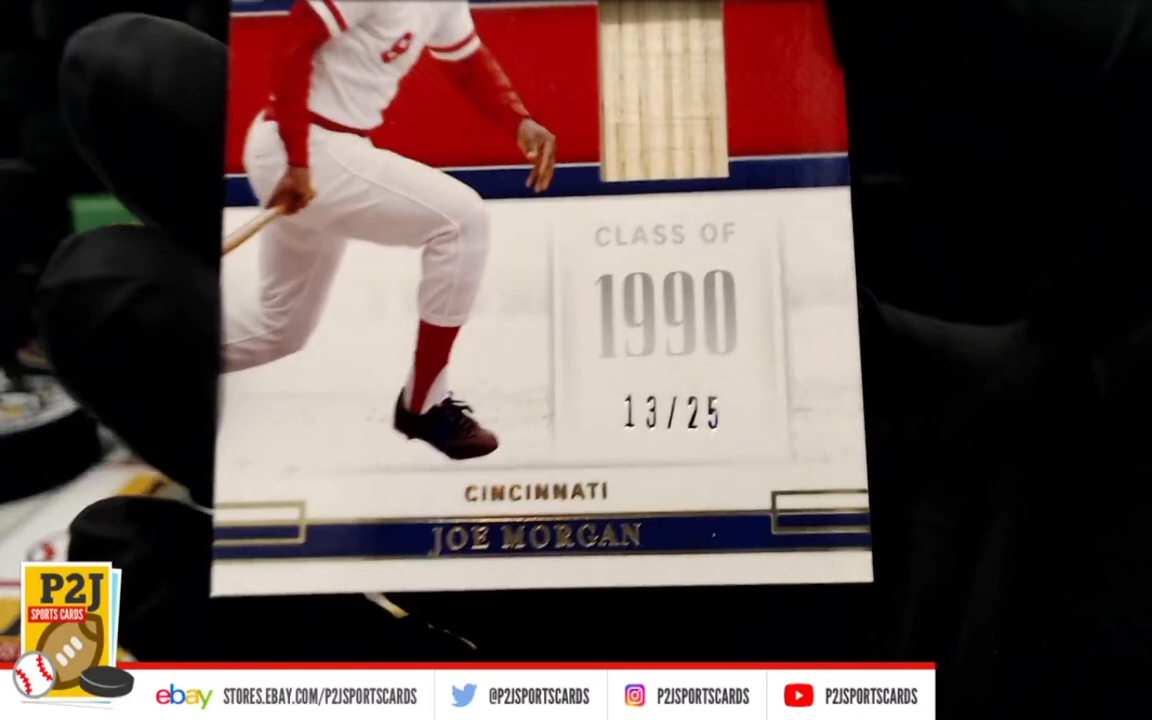 8
CLASS OF
1990
13/25
CINCINNATI
JOE MORGAN
P2J
SPORTS CARDS
ebay STORES.EBAY.COM/P2JSPORTSCARDS @P2JSPORTSCARDS P2JSPORTSCARDS P2JSPORTSCARDS